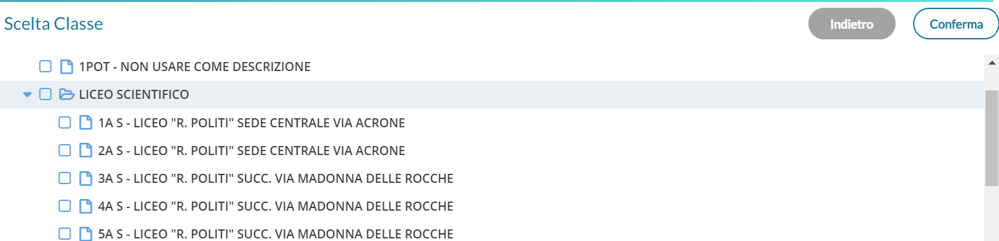 Scelta Classe
Indietro
Conferma
1POT - NON USARE COME DESCRIZIONE
LICEO SCIENTIFICO
1A S - LICEO "R. POLITI" SEDE CENTRALE VIA ACRONE
2A S - LICEO "R. POLITI" SEDE CENTRALE VIA ACRONE
3A S - LICEO "R. POLITI" SUCC. VIA MADONNA DELLE ROCCHE
4A S - LICEO "R. POLITI" SUCC. VIA MADONNA DELLE ROCCHE
5A S - LICEO "R. POLITI" SUCC. VIA MADONNA DELLE ROCCHE